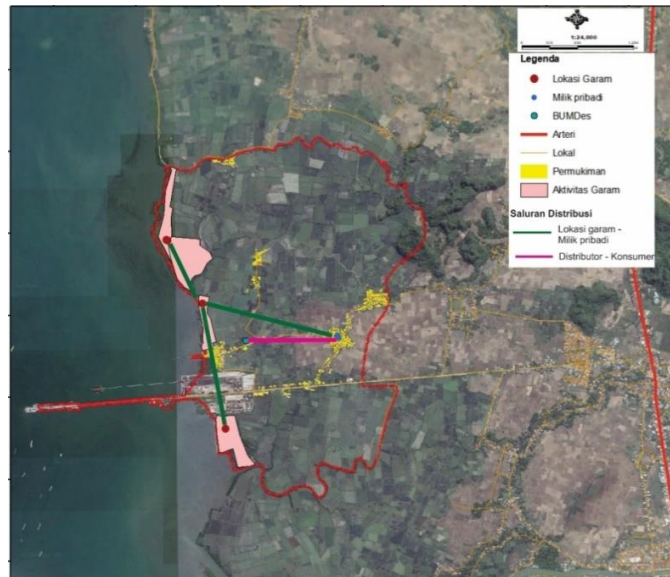 1:24,000
Legenda
Lokasi Garam
Milik pribadi
BUMDes
Arteri
Lokal
Permukiman
Aktivitas Garam
Saluran Distribusi
Lokasi garam -
Milik pribadi
Distributor - Konsumer